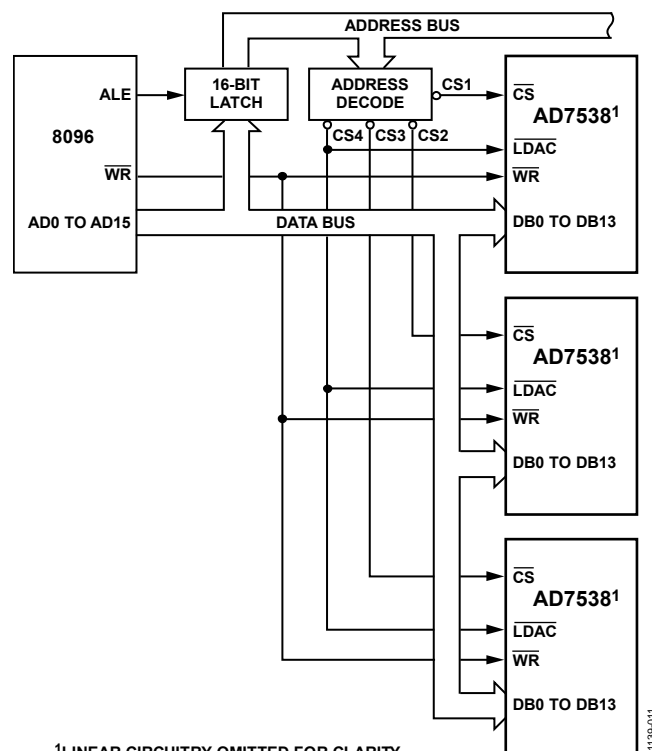 ADDRESS BUS
8096
ALE
WR
AD0 TO AD15
16-BIT
LATCH
ADDRESS
DECODE
CS1
CS4
CS3
CS2
DATA BUS
CS
AD7538¹
LDAC
WR
DB0 TO DB13
CS
AD7538¹
LDAC
WR
DB0 TO DB13
CS
AD7538¹
LDAC
WR
DB0 TO DB13
¹LINEAR CIRCUITRY OMITTED FOR CLARITY